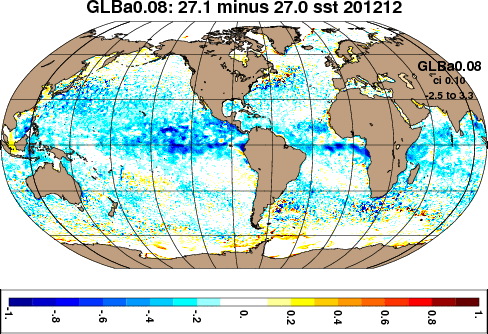 GLBa0.08: 27.1 minus 27.0 sst 201212
GLBa0.08
ci 0.10
-2.5 to 3.3
-1. -.8 -.6 -.4 -.2 0. 0.2 0.4 0.6 0.8 1.